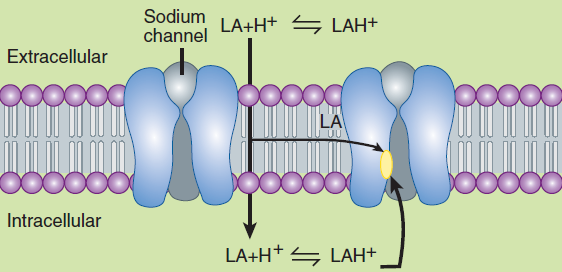 Sodium
channel
LA+H+ ⇌ LAH+
Extracellular
LA
Intracellular
LA+H+ ⇌ LAH+